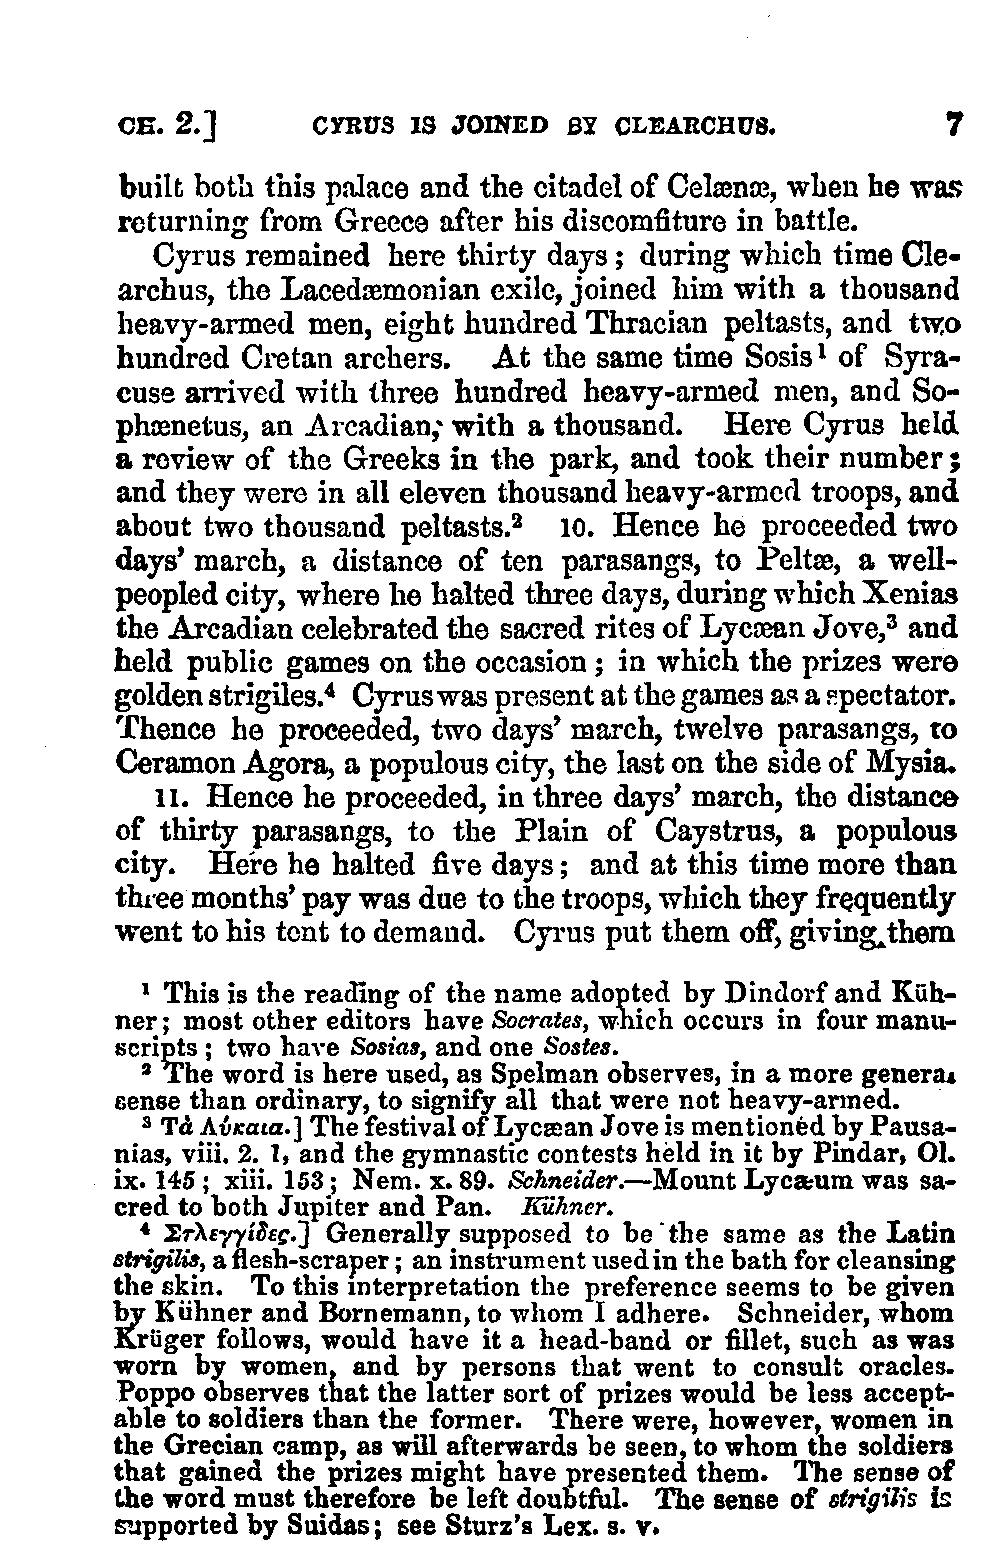 CH. 2.] CYRUS IS JOINED BY CLEARCHUS. 7
built both this palace and the citadel of Celænæ, when he was
returning from Greece after his discomfiture in battle.
Cyrus remained here thirty days; during which time Cle-
archus, the Lacedæmonian exile, joined him with a thousand
heavy-armed men, eight hundred Thracian peltasts, and two
hundred Cretan archers. At the same time Sosis¹ of Syra-
cuse arrived with three hundred heavy-armed men, and So-
phænetus, an Arcadian, with a thousand. Here Cyrus held
a review of the Greeks in the park, and took their number;
and they were in all eleven thousand heavy-armed troops, and
about two thousand peltasts.² 10. Hence he proceeded two
days' march, a distance of ten parasangs, to Peltæ, a well-
peopled city, where he halted three days, during which Xenias
the Arcadian celebrated the sacred rites of Lycæan Jove,³ and
held public games on the occasion; in which the prizes were
golden strigiles.⁴ Cyrus was present at the games as a spectator.
Thence he proceeded, two days' march, twelve parasangs, to
Ceramon Agora, a populous city, the last on the side of Mysia.
11. Hence he proceeded, in three days' march, the distance
of thirty parasangs, to the Plain of Caystrus, a populous
city. Here he halted five days; and at this time more than
three months' pay was due to the troops, which they frequently
went to his tent to demand. Cyrus put them off, giving them
¹ This is the reading of the name adopted by Dindorf and Küh-
ner; most other editors have Socrates, which occurs in four manu-
scripts; two have Sosias, and one Sostes.
² The word is here used, as Spelman observes, in a more general
sense than ordinary, to signify all that were not heavy-armed.
³ Τὰ Λύκαια.] The festival of Lycæan Jove is mentioned by Pausa-
nias, viii. 2. 1, and the gymnastic contests held in it by Pindar, Ol.
ix. 145; xiii. 153; Nem. x. 89. Schneider.—Mount Lycæum was sa-
cred to both Jupiter and Pan. Kühner.
⁴ Στλεγγίδες.] Generally supposed to be the same as the Latin
strigilis, a flesh-scraper; an instrument used in the bath for cleansing
the skin. To this interpretation the preference seems to be given
by Kühner and Bornemann, to whom I adhere. Schneider, whom
Krüger follows, would have it a head-band or fillet, such as was
worn by women, and by persons that went to consult oracles.
Poppo observes that the latter sort of prizes would be less accept-
able to soldiers than the former. There were, however, women in
the Grecian camp, as will afterwards be seen, to whom the soldiers
that gained the prizes might have presented them. The sense of
the word must therefore be left doubtful. The sense of strigilis is
supported by Suidas; see Sturz's Lex. s. v.